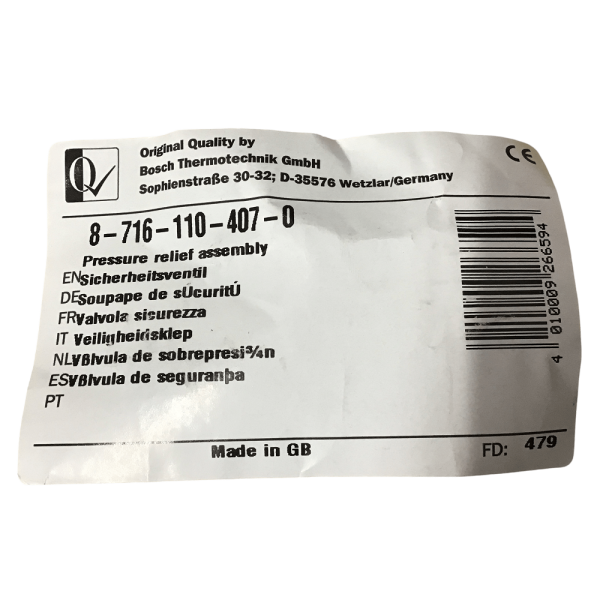 Original Quality by
Bosch Thermotechnik GmbH
Sophienstraße 30-32; D-35576 Wetzlar/Germany
CE
8-716-110-407-0
Pressure relief assembly
EN Sicherheitsventil
DE Soupape de sÜcuritÜ
FR Valvola sicurezza
IT Veiligheidsklep
NL Vßlvula de sobrepresi¾n
ES Vßlvula de seguranþa
PT
4 010009 266594
Made in GB
FD: 479